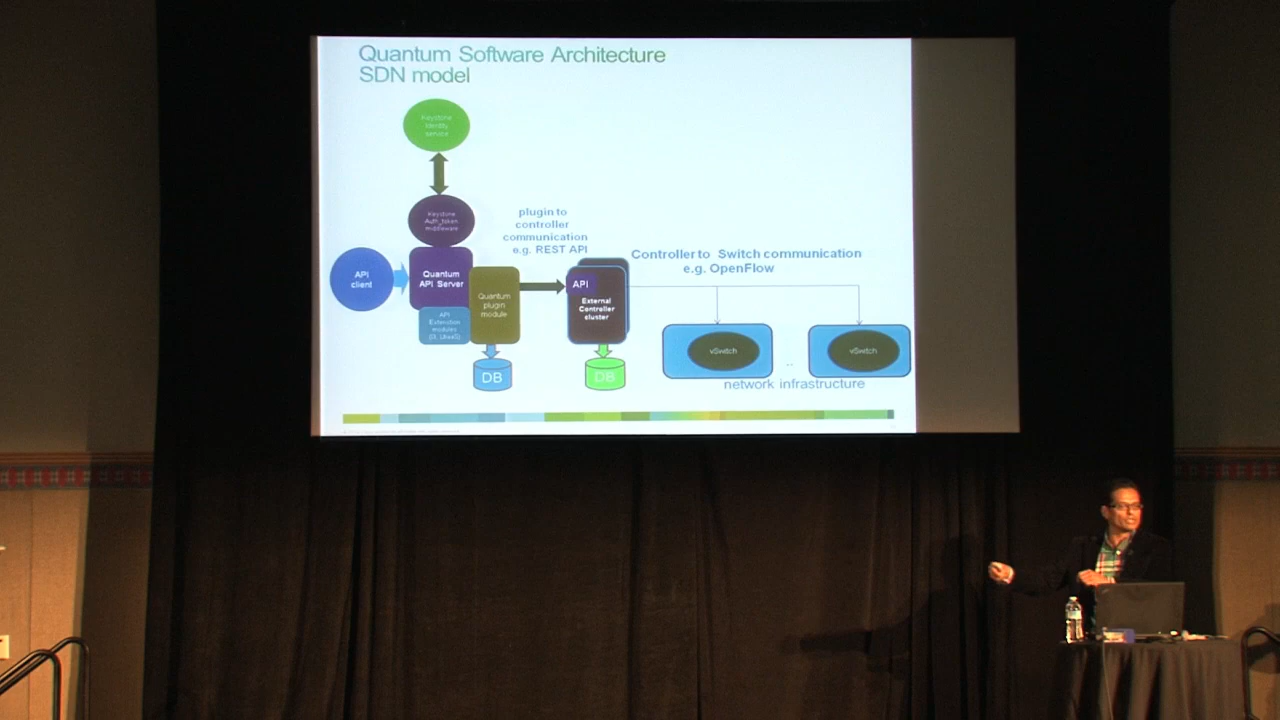 Quantum Software Architecture
SDN model
Keystone
Identity
service
Keystone
Auth_token
middleware
plugin to
controller
communication
e.g. REST API
Controller to Switch communication
e.g. OpenFlow
API
client
Quantum
API Server
Quantum
plugin
module
API
Extension
modules
API
External
Controller
cluster
vSwitch
vSwitch
..
DB
DB
network infrastructure